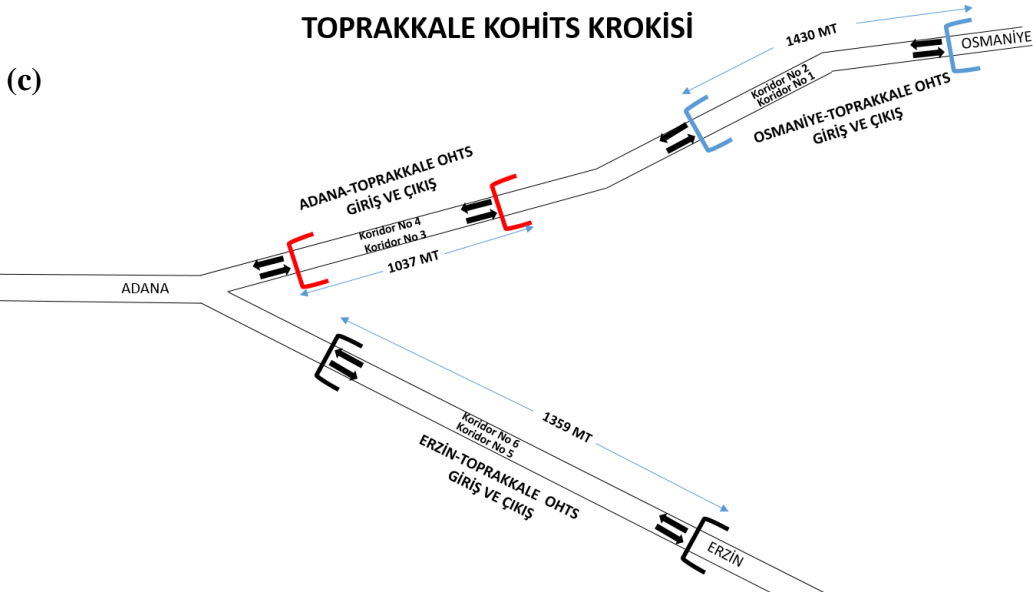 TOPRAKKALE KOHİTS KROKİSİ
(c)
1430 MT
OSMANİYE
Koridor No 2
Koridor No 1
OSMANİYE-TOPRAKKALE OHTS
GİRİŞ VE ÇIKIŞ
ADANA-TOPRAKKALE OHTS
GİRİŞ VE ÇIKIŞ
Koridor No 4
Koridor No 3
1037 MT
ADANA
1359 MT
Koridor No 6
Koridor No 5
ERZİN-TOPRAKKALE OHTS
GİRİŞ VE ÇIKIŞ
ERZİN